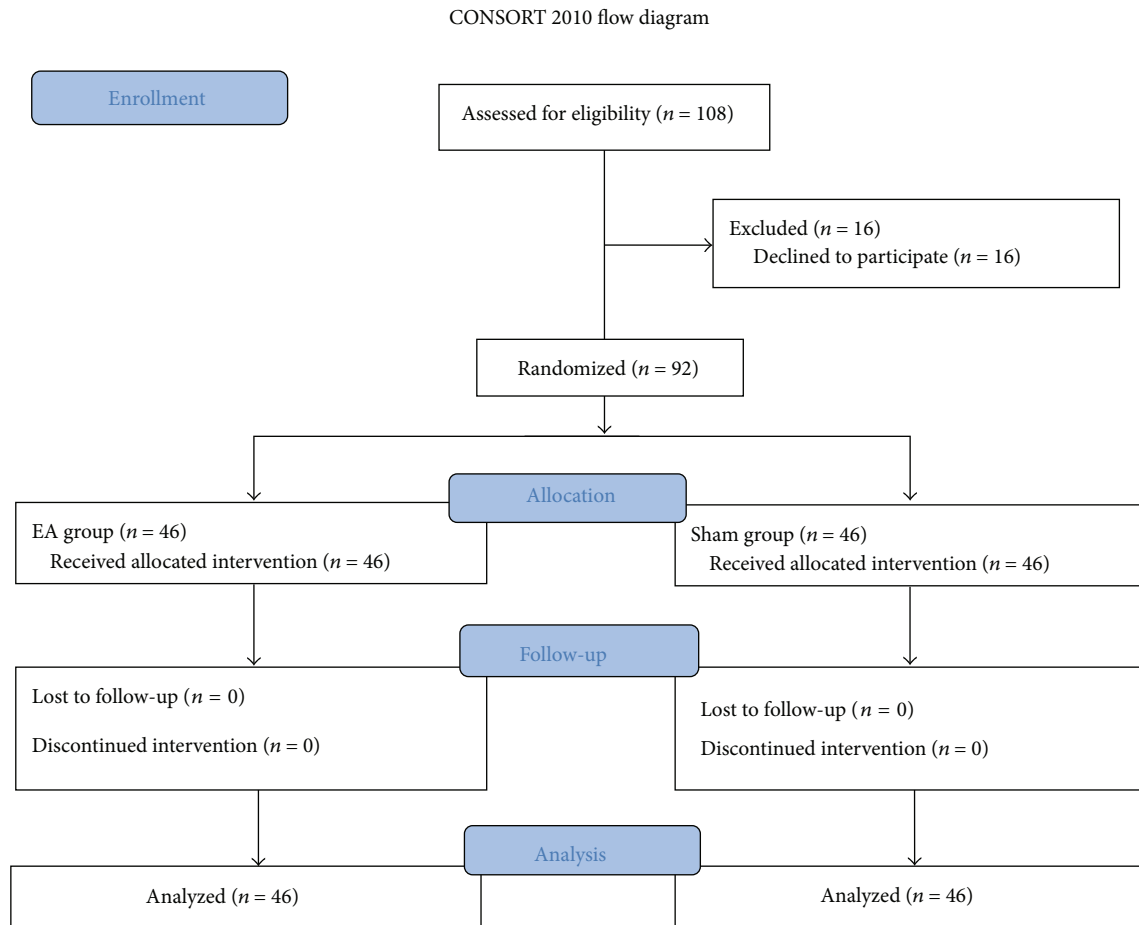 CONSORT 2010 flow diagram
Enrollment
Assessed for eligibility (n = 108)
Excluded (n = 16)
Declined to participate (n = 16)
Randomized (n = 92)
Allocation
EA group (n = 46)
Received allocated intervention (n = 46)
Sham group (n = 46)
Received allocated intervention (n = 46)
Follow-up
Lost to follow-up (n = 0)
Discontinued intervention (n = 0)
Lost to follow-up (n = 0)
Discontinued intervention (n = 0)
Analysis
Analyzed (n = 46)
Analyzed (n = 46)